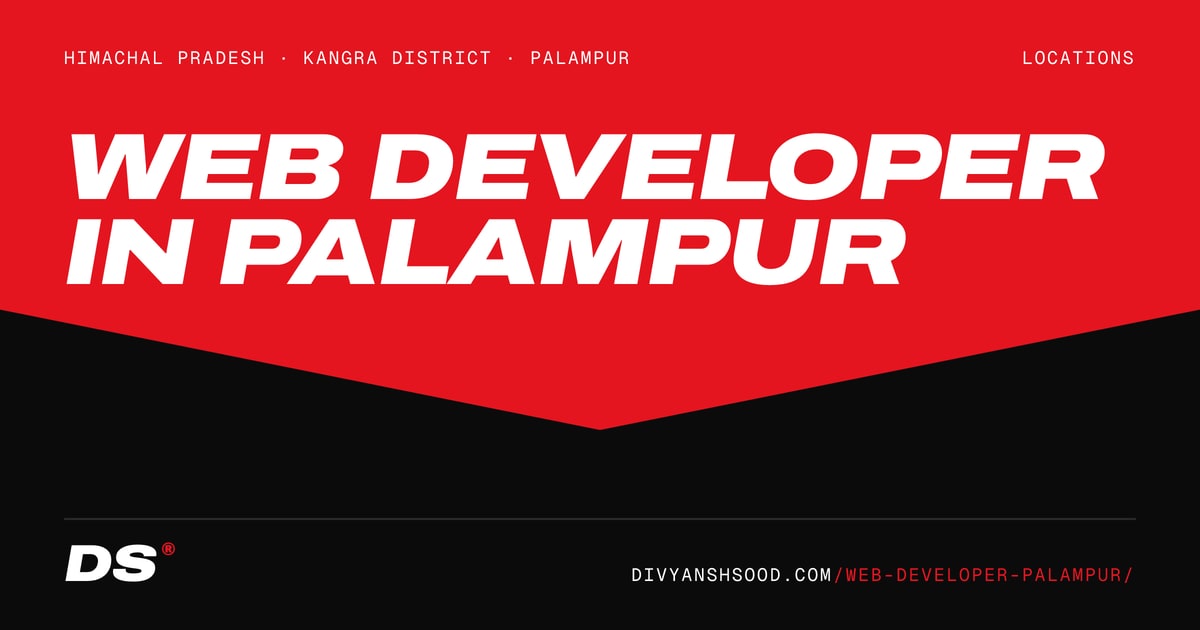 HIMACHAL PRADESH · KANGRA DISTRICT · PALAMPUR
LOCATIONS
WEB DEVELOPER
IN PALAMPUR
DS®
DIVYANSHSOOD.COM/WEB-DEVELOPER-PALAMPUR/